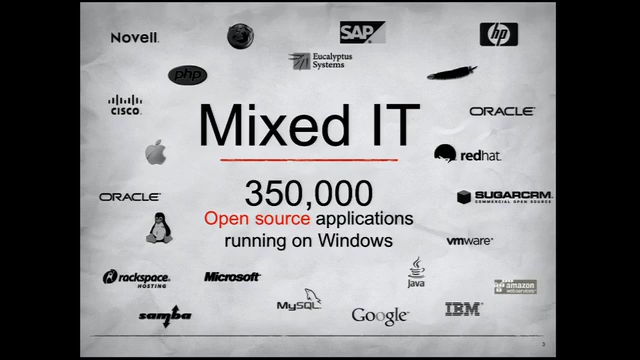 Novell.
SAP
hp
Eucalyptus
Systems
php
CISCO.
Mixed IT
ORACLE
redhat.
350,000
ORACLE
SUGARCRM.
COMMERCIAL OPEN SOURCE
Open source applications
running on Windows
vmware
rackspace
HOSTING
Microsoft
Java
amazon
webservices
samba
MySQL
Google
IBM
3